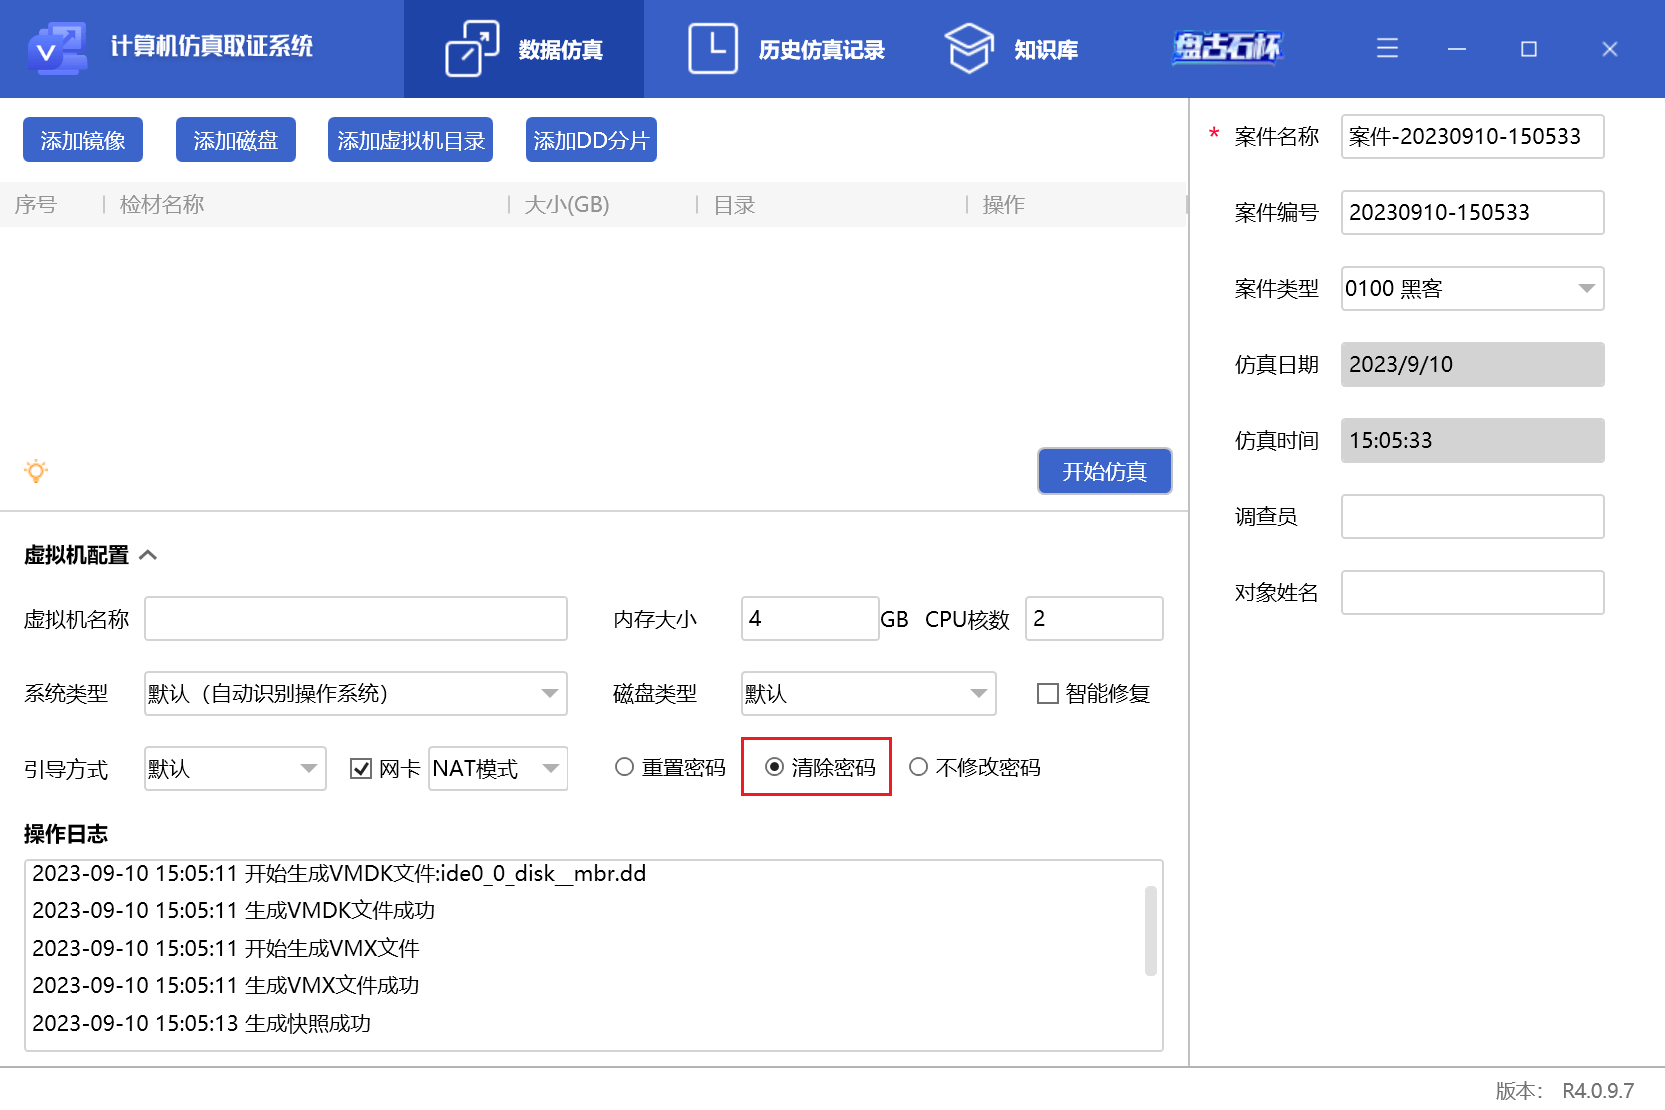 计算机仿真取证系统
数据仿真
历史仿真记录
知识库
盘古石杯
添加镜像 添加磁盘 添加虚拟机目录 添加DD分片
序号 检材名称 大小(GB) 目录 操作
开始仿真
虚拟机配置
虚拟机名称 内存大小 4 GB CPU核数 2
系统类型 默认（自动识别操作系统） 磁盘类型 默认 智能修复
引导方式 默认 网卡 NAT模式 重置密码 清除密码 不修改密码
操作日志
2023-09-10 15:05:11 开始生成VMDK文件:ide0_0_disk__mbr.dd
2023-09-10 15:05:11 生成VMDK文件成功
2023-09-10 15:05:11 开始生成VMX文件
2023-09-10 15:05:11 生成VMX文件成功
2023-09-10 15:05:13 生成快照成功
* 案件名称 案件-20230910-150533
案件编号 20230910-150533
案件类型 0100 黑客
仿真日期 2023/9/10
仿真时间 15:05:33
调查员
对象姓名
版本： R4.0.9.7